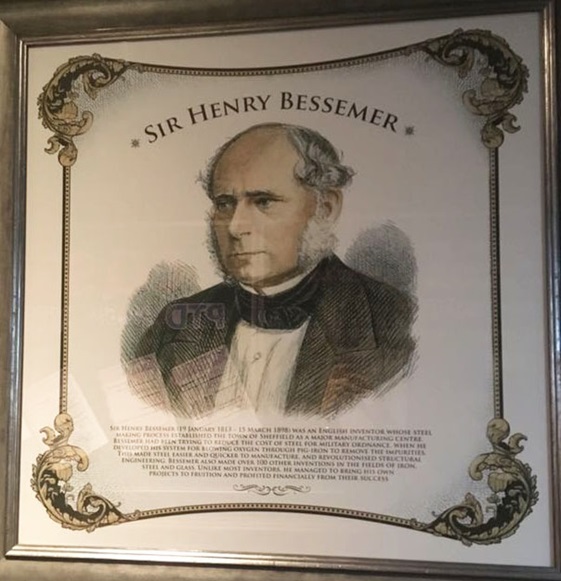 SIR HENRY BESSEMER
SIR HENRY BESSEMER (19 JANUARY 1813 - 15 MARCH 1898) WAS AN ENGLISH INVENTOR WHOSE STEEL
MAKING PROCESS ESTABLISHED THE TOWN OF SHEFFIELD AS A MAJOR MANUFACTURING CENTRE.
BESSEMER HAD BEEN TRYING TO REDUCE THE COST OF STEEL FOR MILITARY ORDNANCE, WHEN HE
DEVELOPED HIS SYSTEM FOR BLOWING OXYGEN THROUGH PIG-IRON TO REMOVE THE IMPURITIES.
THIS MADE STEEL EASIER AND QUICKER TO MANUFACTURE, AND REVOLUTIONISED STRUCTURAL
ENGINEERING. BESSEMER ALSO MADE OVER 100 OTHER INVENTIONS IN THE FIELDS OF IRON,
STEEL AND GLASS. UNLIKE MOST INVENTORS, HE MANAGED TO BRING HIS OWN
PROJECTS TO FRUITION AND PROFITED FINANCIALLY FROM THEIR SUCCESS